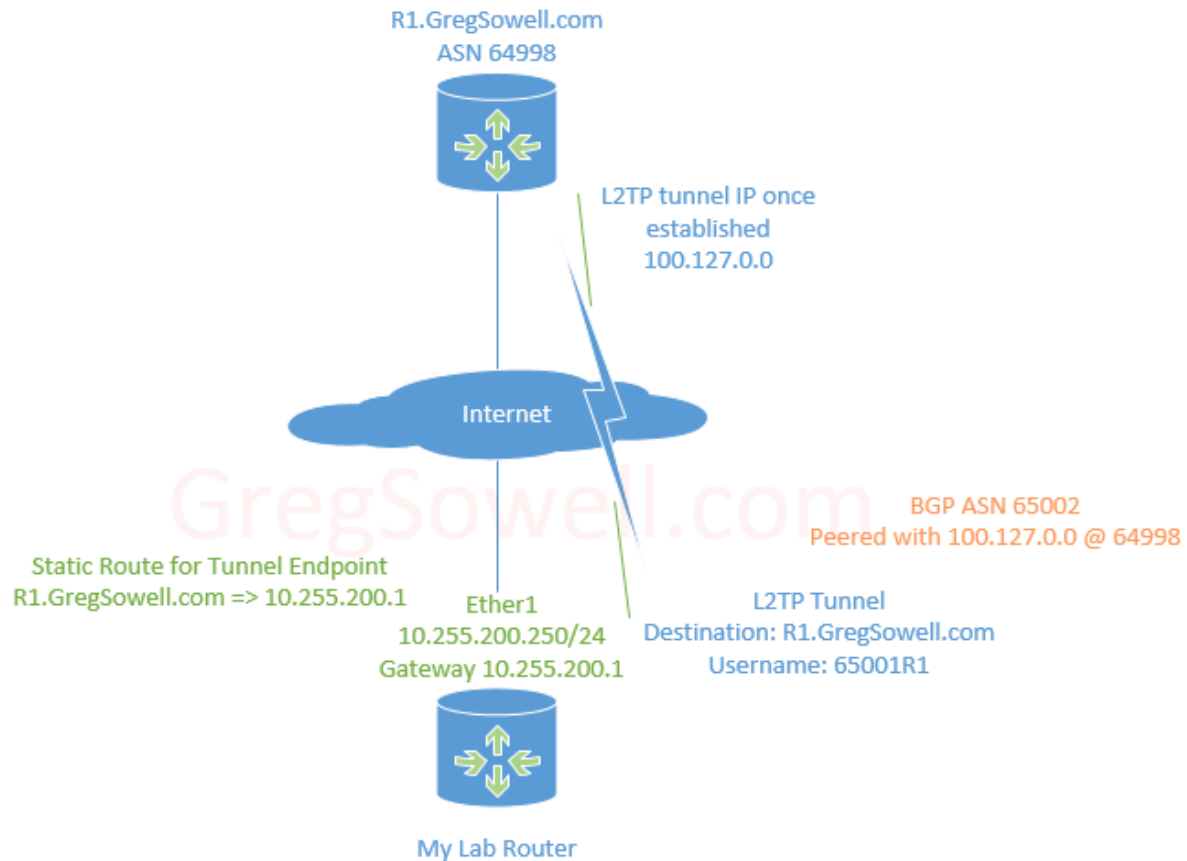 R1.GregSowell.com
ASN 64998
L2TP tunnel IP once
established
100.127.0.0
Internet
GregSowell.com
BGP ASN 65002
Peered with 100.127.0.0 @ 64998
Static Route for Tunnel Endpoint
R1.GregSowell.com => 10.255.200.1
Ether1
10.255.200.250/24
Gateway 10.255.200.1
L2TP Tunnel
Destination: R1.GregSowell.com
Username: 65001R1
My Lab Router